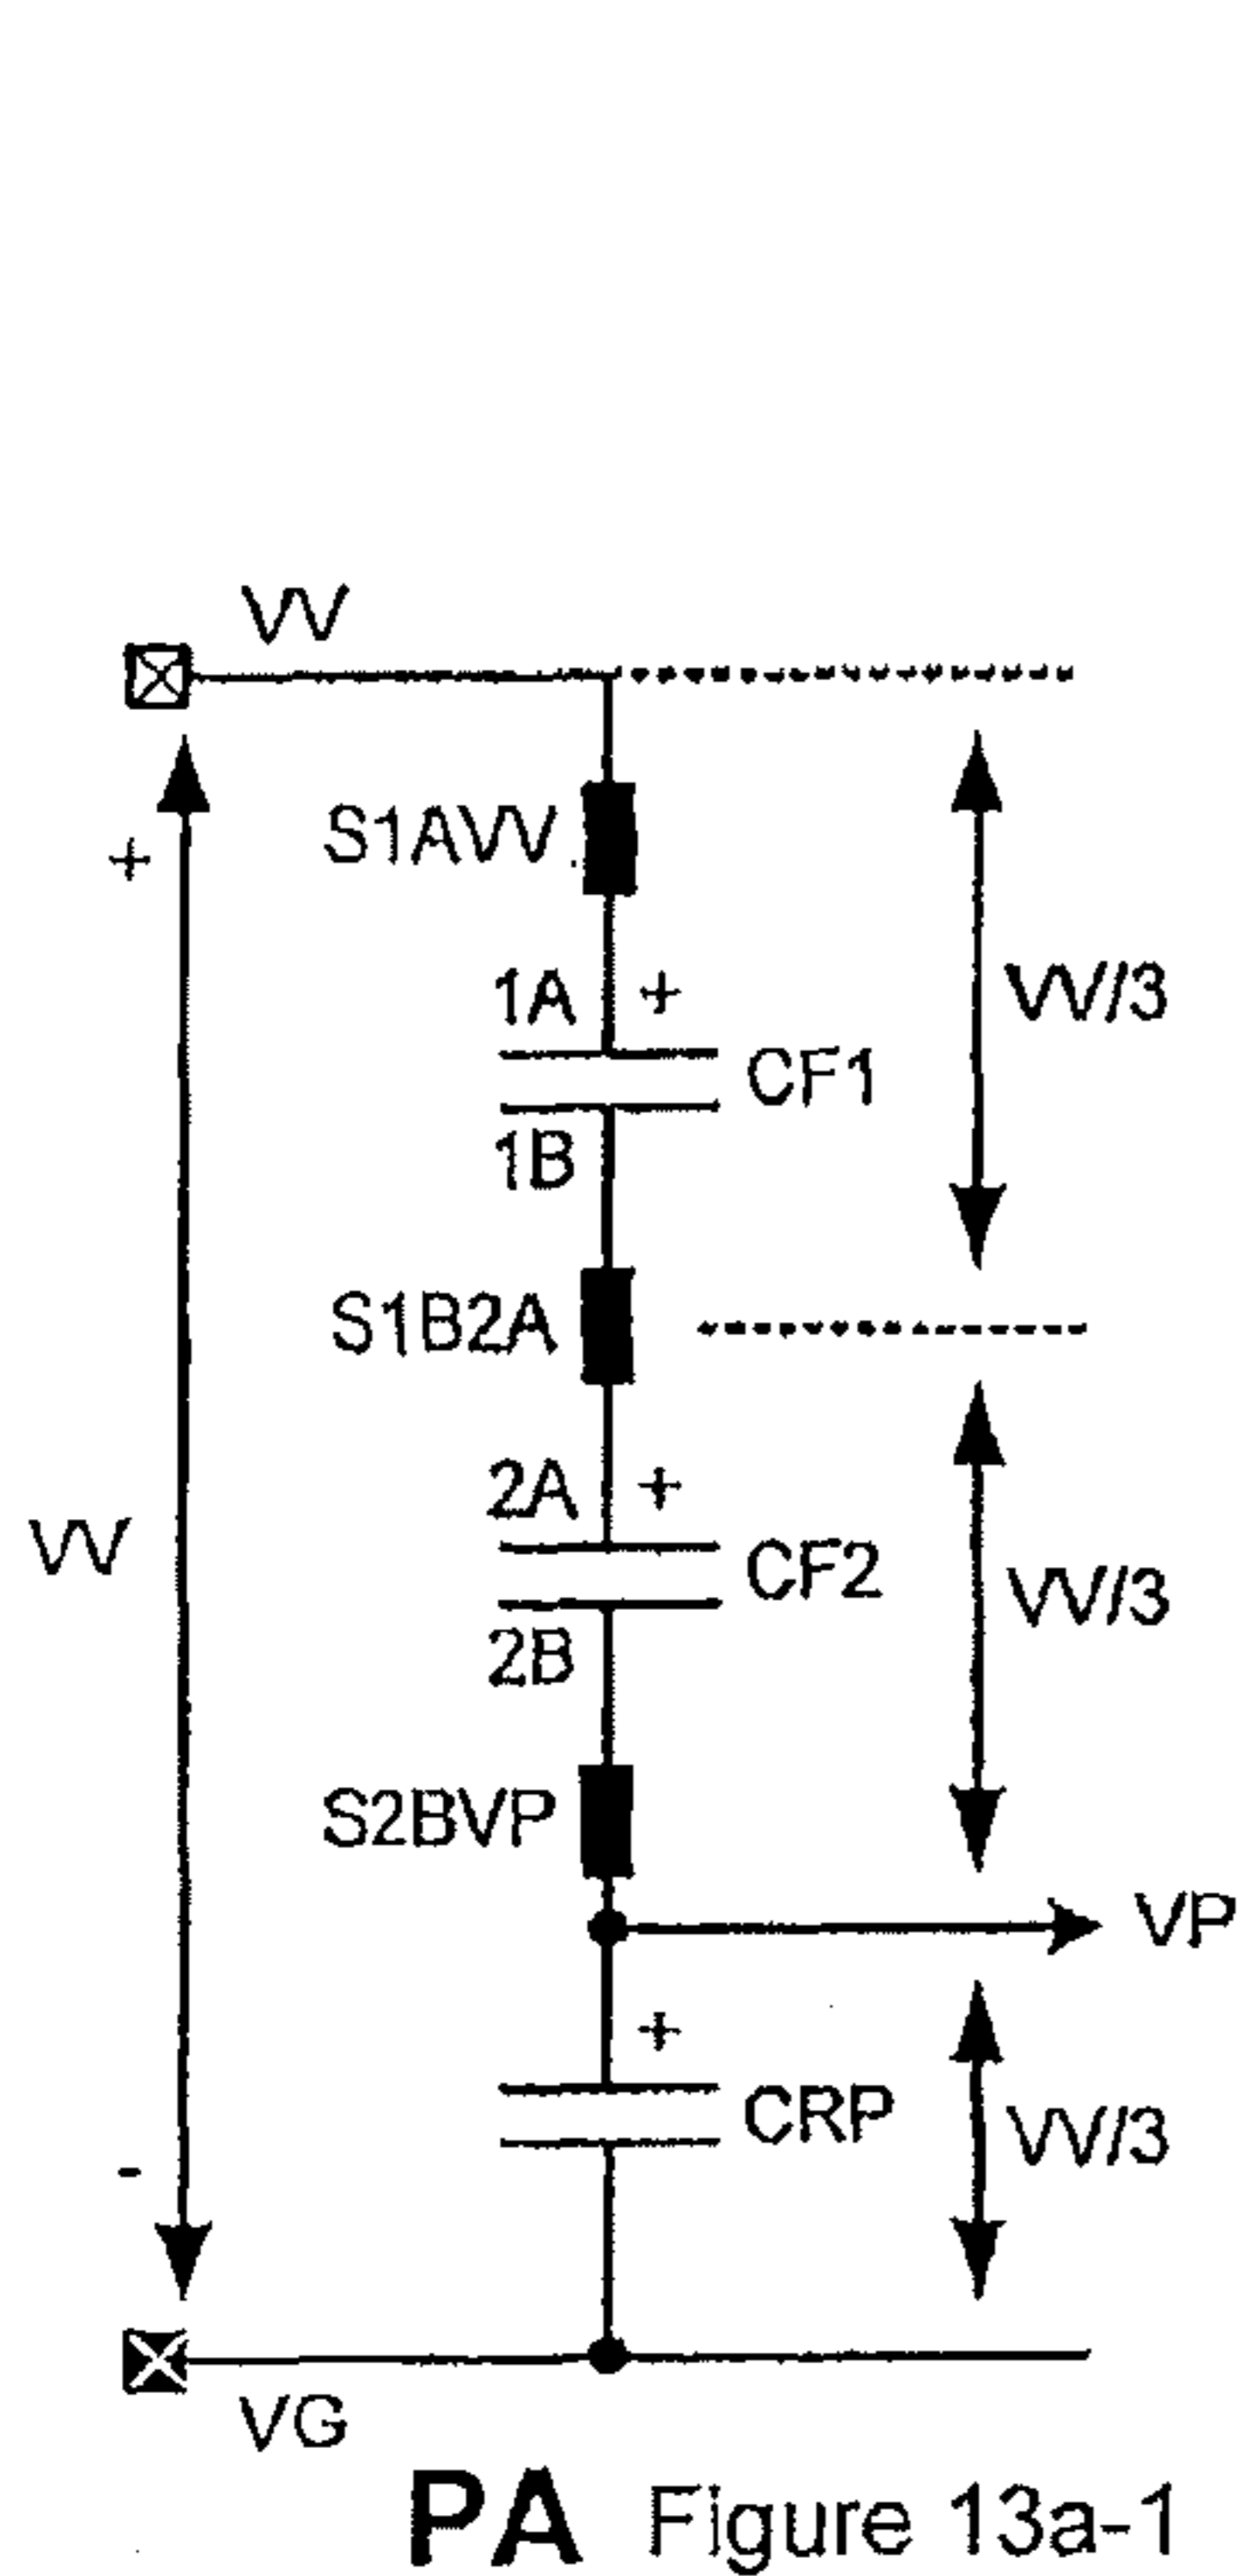 VV
S1AVV
+
1A +
VV/3
CF1
1B
S1B2A
2A +
VV
CF2
VV/3
2B
S2BVP
VP
+
CRP
VV/3
-
VG
PA Figure 13a-1